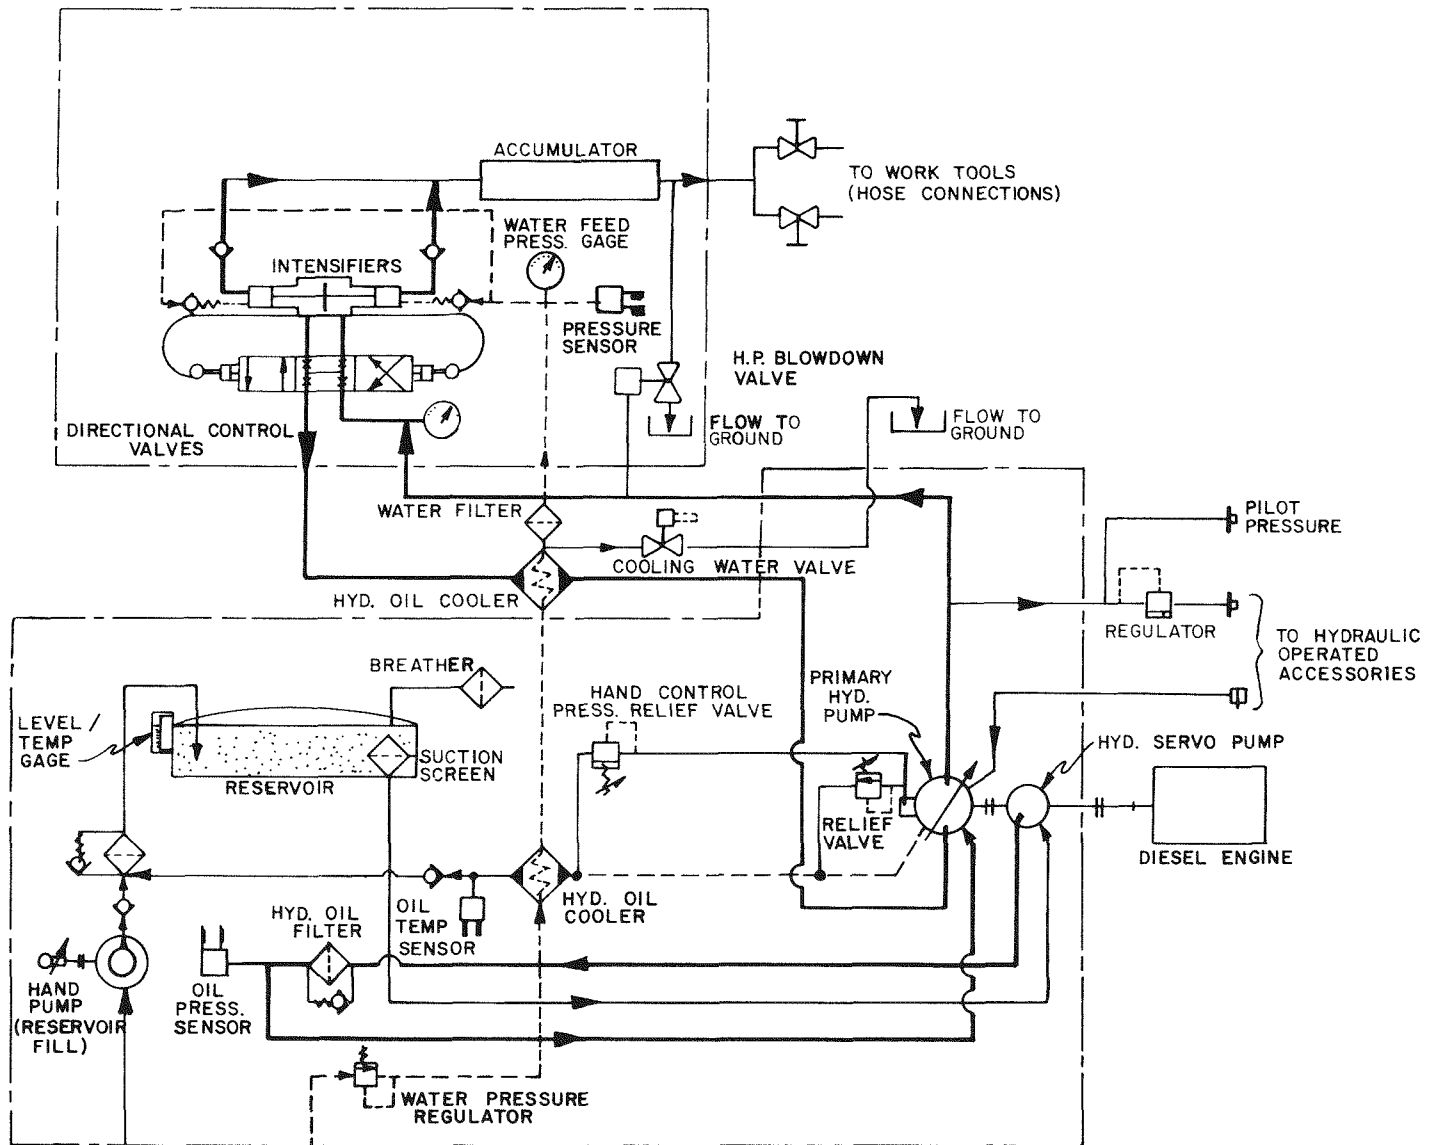 ACCUMULATOR
TO WORK TOOLS
(HOSE CONNECTIONS)
WATER FEED
PRESS. GAGE
INTENSIFIERS
PRESSURE
SENSOR
H.P. BLOWDOWN
VALVE
DIRECTIONAL CONTROL
VALVES
FLOW TO
GROUND
FLOW TO
GROUND
WATER FILTER
PILOT
PRESSURE
COOLING WATER VALVE
HYD. OIL COOLER
REGULATOR
TO HYDRAULIC
OPERATED
ACCESSORIES
BREATHER
HAND CONTROL
PRESS. RELIEF VALVE
PRIMARY
HYD.
PUMP
LEVEL /
TEMP
GAGE
SUCTION
SCREEN
RESERVOIR
HYD. SERVO PUMP
RELIEF
VALVE
DIESEL ENGINE
HYD. OIL
FILTER
OIL
TEMP
SENSOR
HYD. OIL
COOLER
HAND
PUMP
(RESERVOIR
FILL)
OIL
PRESS.
SENSOR
WATER PRESSURE
REGULATOR